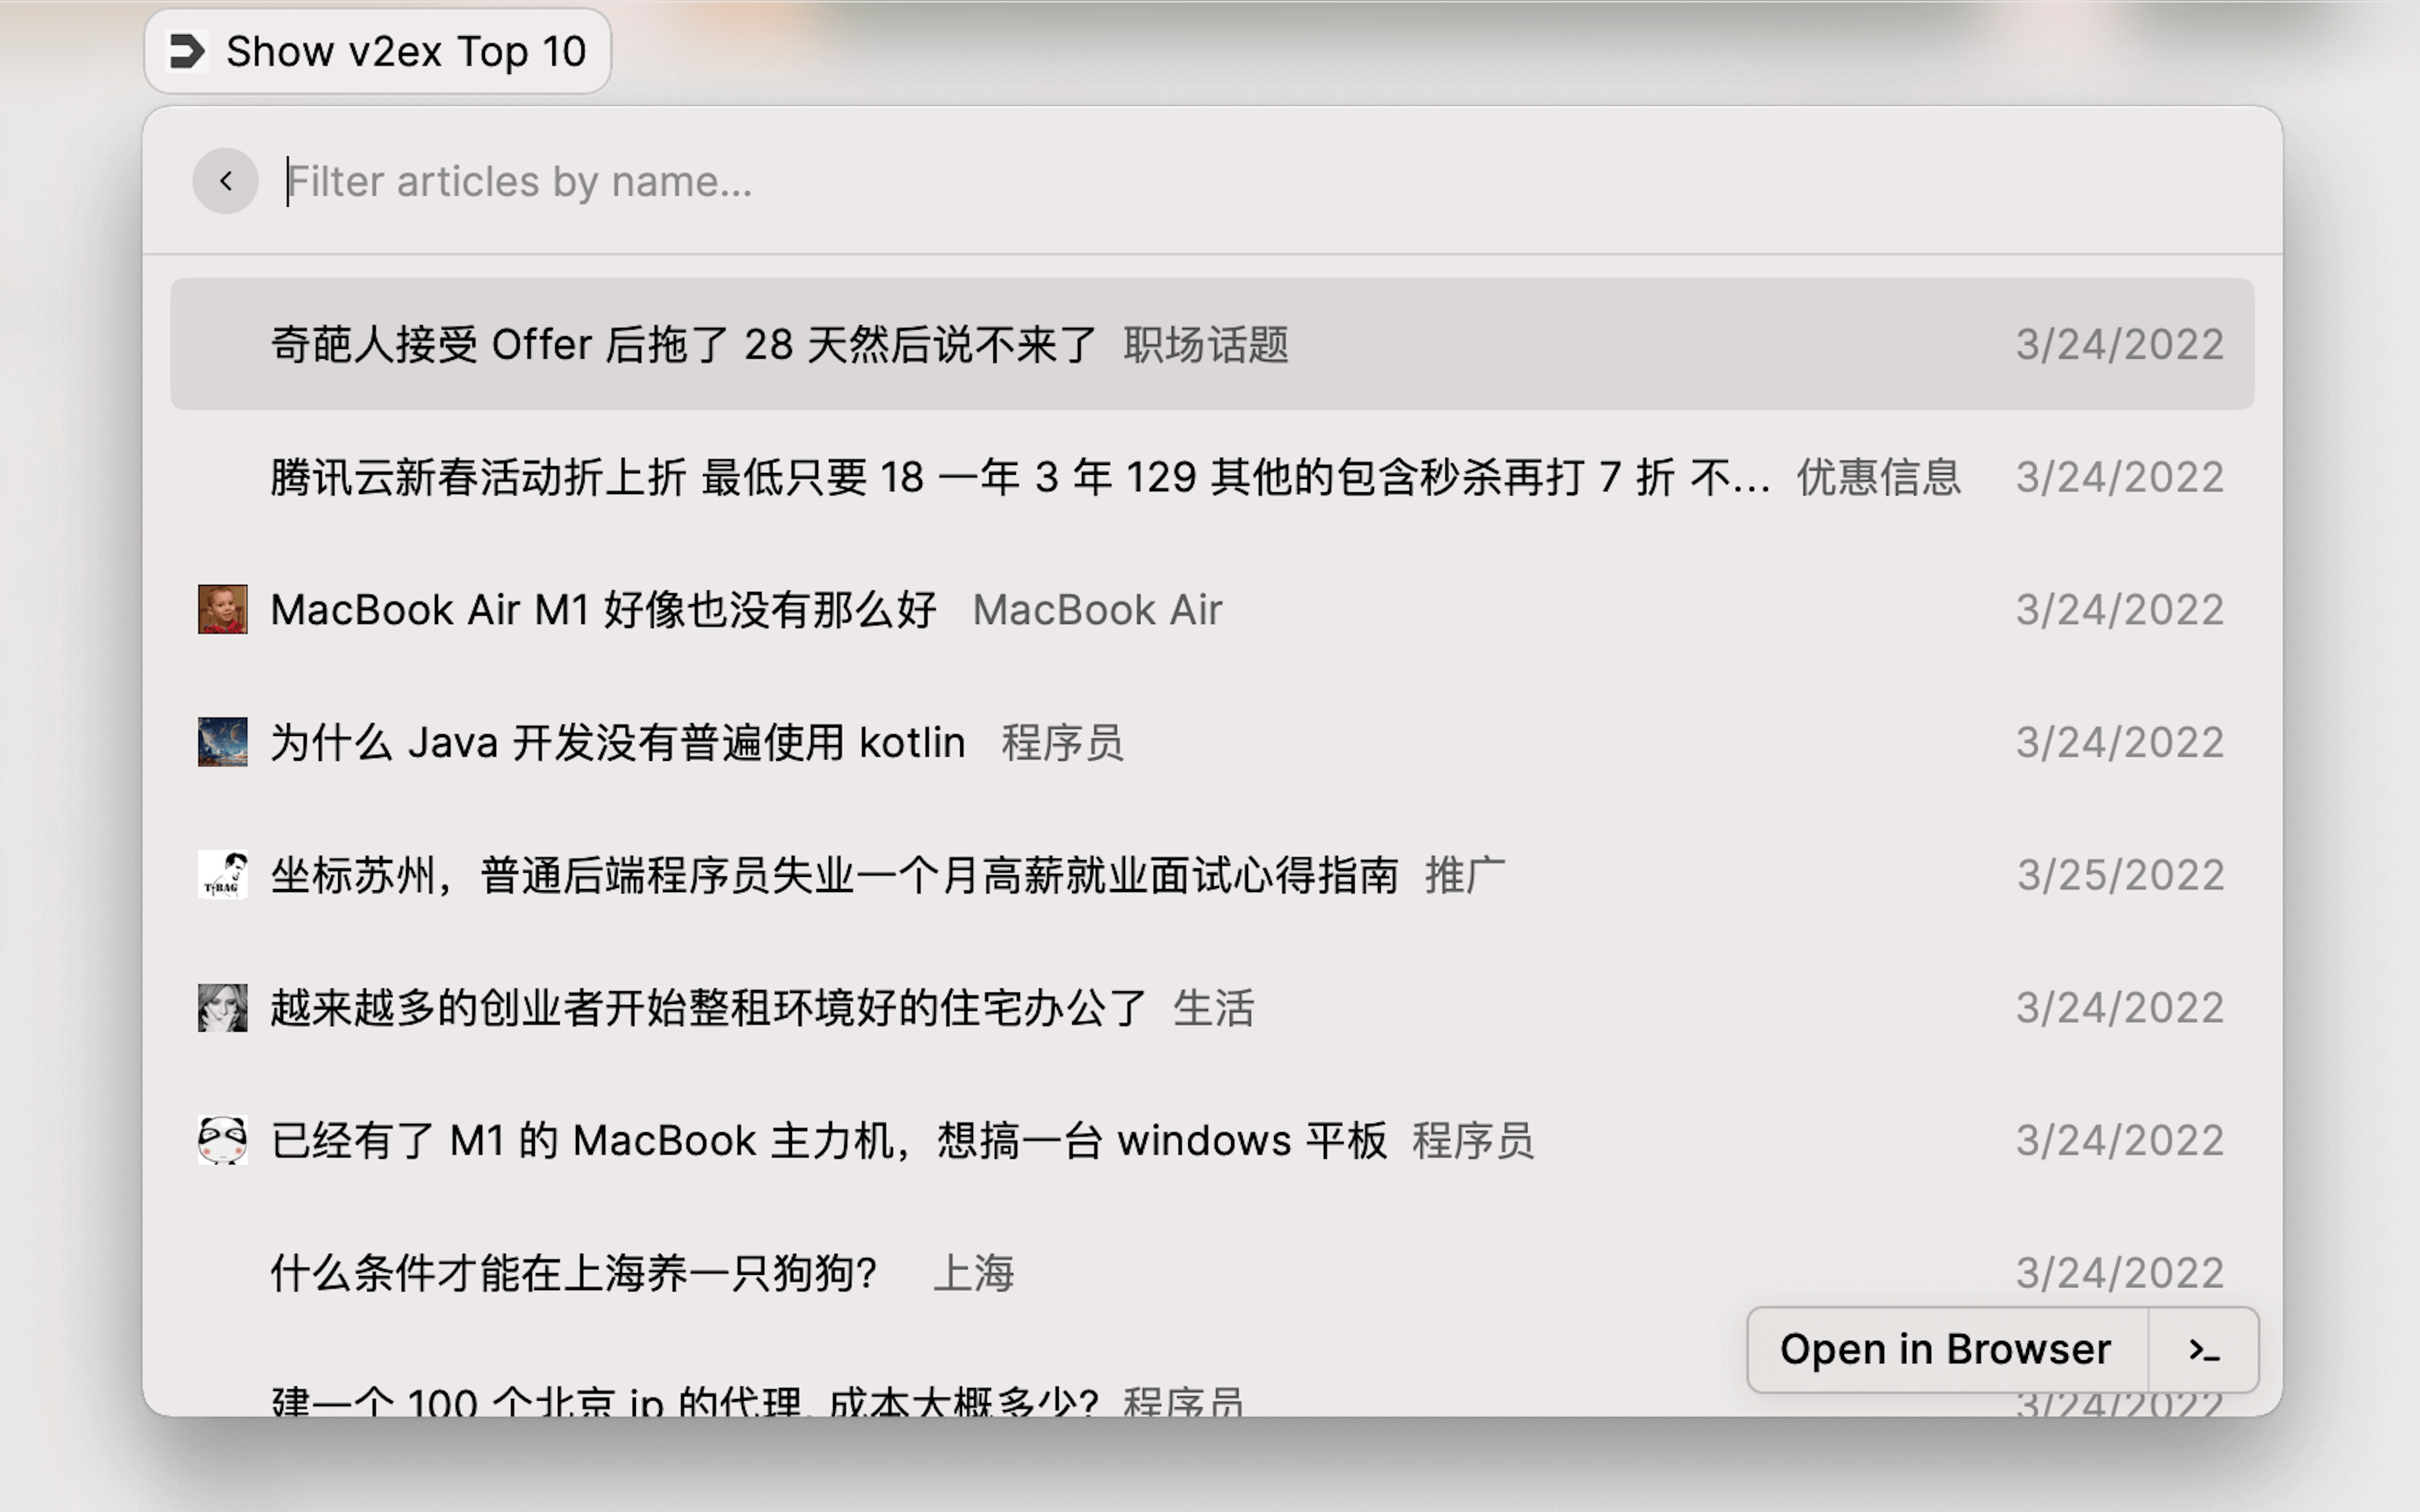 Show v2ex Top 10
Filter articles by name...
奇葩人接受 Offer 后拖了 28 天然后说不来了 职场话题 3/24/2022
腾讯云新春活动折上折 最低只要 18 一年 3 年 129 其他的包含秒杀再打 7 折 不... 优惠信息 3/24/2022
MacBook Air M1 好像也没有那么好 MacBook Air 3/24/2022
为什么 Java 开发没有普遍使用 kotlin 程序员 3/24/2022
T-BAG
坐标苏州，普通后端程序员失业一个月高薪就业面试心得指南 推广 3/25/2022
越来越多的创业者开始整租环境好的住宅办公了 生活 3/24/2022
已经有了 M1 的 MacBook 主力机，想搞一台 windows 平板 程序员 3/24/2022
什么条件才能在上海养一只狗狗？ 上海 3/24/2022
Open in Browser >_
建一个 100 个北京 ip 的代理, 成本大概多少? 程序员 3/24/2022